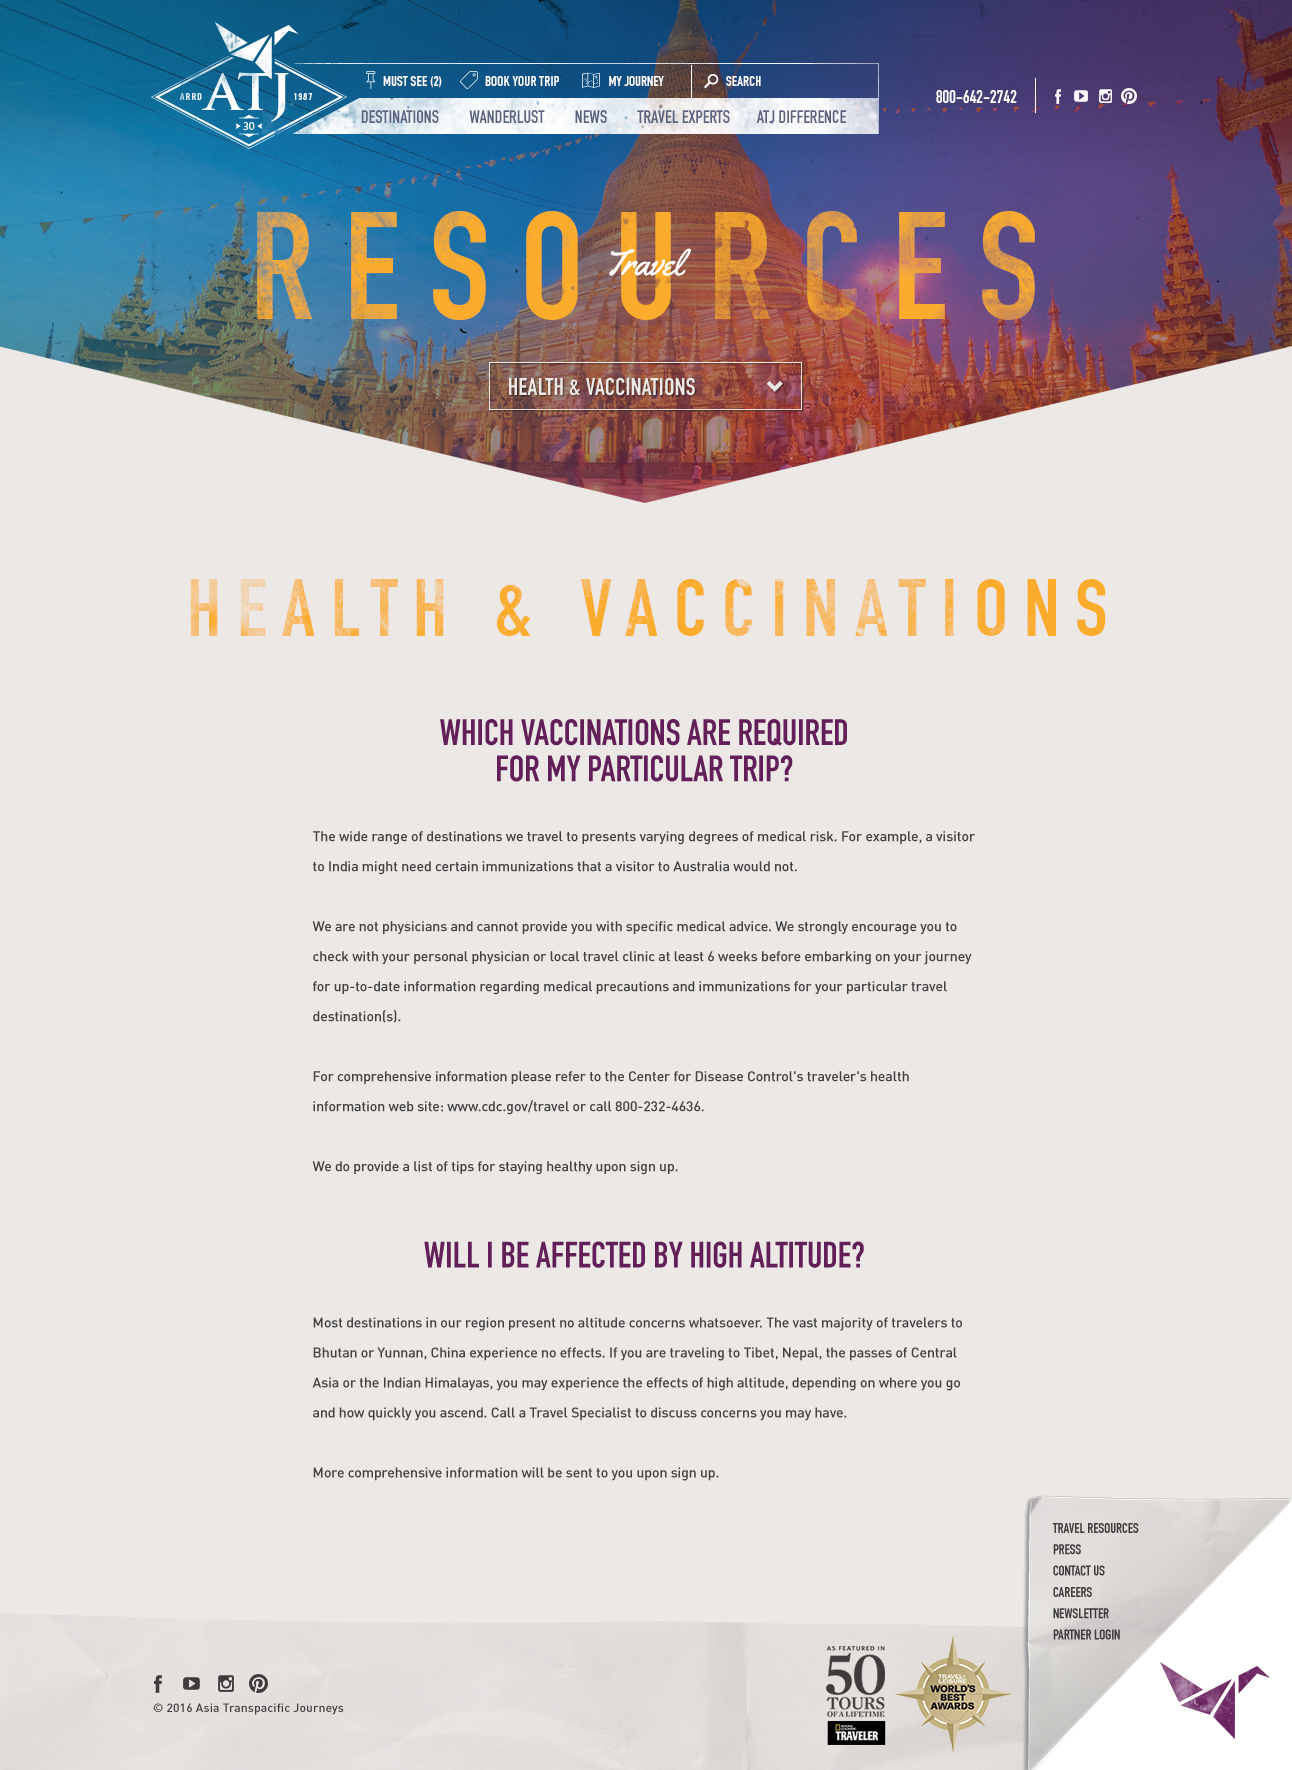 ARRD ATJ 1987
30
MUST SEE (2) BOOK YOUR TRIP MY JOURNEY SEARCH
DESTINATIONS WANDERLUST NEWS TRAVEL EXPERTS ATJ DIFFERENCE
800-642-2742
RESOURCES
Travel
HEALTH & VACCINATIONS
HEALTH & VACCINATIONS
WHICH VACCINATIONS ARE REQUIRED
FOR MY PARTICULAR TRIP?
The wide range of destinations we travel to presents varying degrees of medical risk. For example, a visitor
to India might need certain immunizations that a visitor to Australia would not.
We are not physicians and cannot provide you with specific medical advice. We strongly encourage you to
check with your personal physician or local travel clinic at least 6 weeks before embarking on your journey
for up-to-date information regarding medical precautions and immunizations for your particular travel
destination(s).
For comprehensive information please refer to the Center for Disease Control's traveler's health
information web site: www.cdc.gov/travel or call 800-232-4636.
We do provide a list of tips for staying healthy upon sign up.
WILL I BE AFFECTED BY HIGH ALTITUDE?
Most destinations in our region present no altitude concerns whatsoever. The vast majority of travelers to
Bhutan or Yunnan, China experience no effects. If you are traveling to Tibet, Nepal, the passes of Central
Asia or the Indian Himalayas, you may experience the effects of high altitude, depending on where you go
and how quickly you ascend. Call a Travel Specialist to discuss concerns you may have.
More comprehensive information will be sent to you upon sign up.
TRAVEL RESOURCES
PRESS
CONTACT US
CAREERS
NEWSLETTER
PARTNER LOGIN
© 2016 Asia Transpacific Journeys
AS FEATURED IN
50
TOURS
OF A LIFETIME
NATIONAL GEOGRAPHIC
TRAVELER
TRAVEL+
LEISURE
WORLD'S
BEST
AWARDS